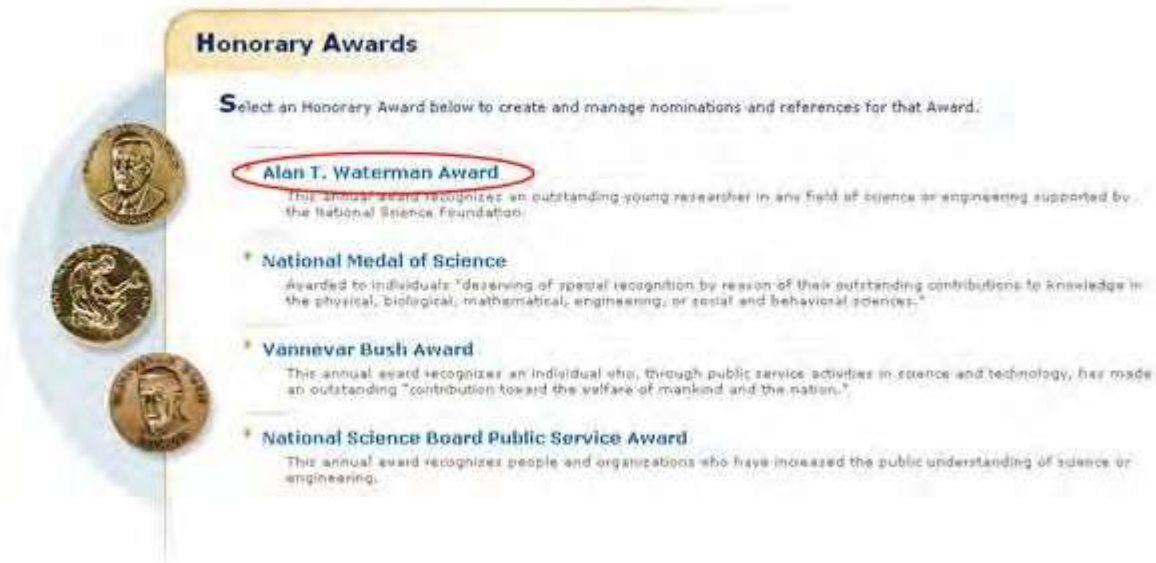 Honorary Awards
Select an Honorary Award below to create and manage nominations and references for that Award.
Alan T. Waterman Award
This annual award recognizes an outstanding young researcher in any field of science or engineering supported by
the National Science Foundation.
National Medal of Science
Awarded to individuals "deserving of special recognition by reason of their outstanding contributions to knowledge in
the physical, biological, mathematical, engineering, or social and behavioral sciences."
Vannevar Bush Award
This annual award recognizes an individual who, through public service activities in science and technology, has made
an outstanding "contribution toward the welfare of mankind and the nation."
National Science Board Public Service Award
This annual award recognizes people and organizations who have increased the public understanding of science or
engineering.